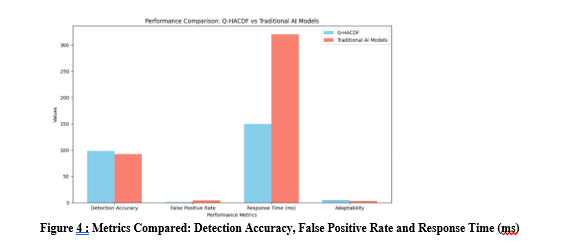 Performance Comparison: Q-HACDF vs Traditional AI Models
Q-HACDF
Traditional AI Models
300
250
200
150
100
50
0
Values
Detection Accuracy
False Positive Rate
Response Time (ms)
Adaptability
Performance Metrics
Figure 4 : Metrics Compared: Detection Accuracy, False Positive Rate and Response Time (ms)